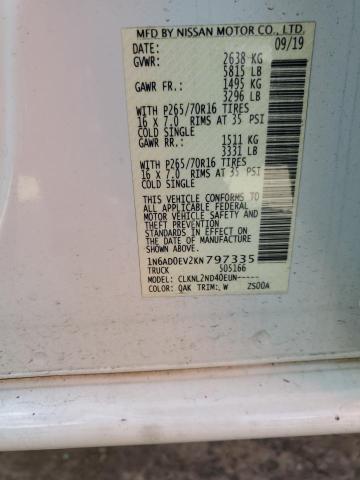 MFD BY NISSAN MOTOR CO., LTD.
DATE: 09/19
GVWR: 2638 KG
5815 LB
GAWR FR.: 1495 KG
3296 LB
WITH P265/70R16 TIRES
16 X 7.0 RIMS AT 35 PSI
COLD SINGLE
GAWR RR.: 1511 KG
3331 LB
WITH P265/70R16 TIRES
16 X 7.0 RIMS AT 35 PSI
COLD SINGLE
THIS VEHICLE CONFORMS TO
ALL APPLICABLE FEDERAL
MOTOR VEHICLE SAFETY
STANDARDS IN EFFECT ON
THE DATE OF MANUFACTURE
SHOWN ABOVE.
1N6AD0EV2KN797335
TRUCK 505166
MODEL: CLKNL2ND40EUN------
COLOR: QAK TRIM:, W ZS00A